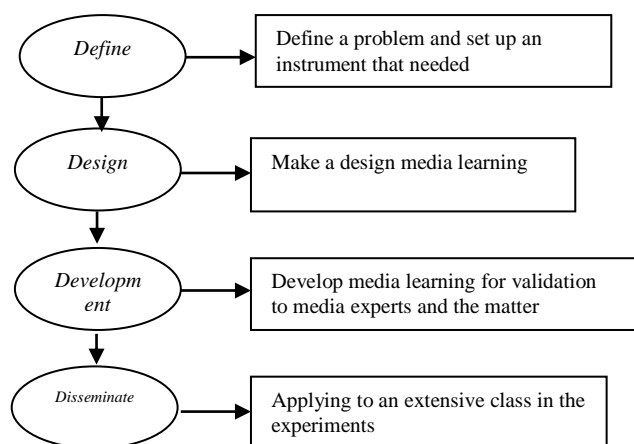 Define
Define a problem and set up an
instrument that needed
Design
Make a design media learning
Developm
ent
Develop media learning for validation
to media experts and the matter
Disseminate
Applying to an extensive class in the
experiments